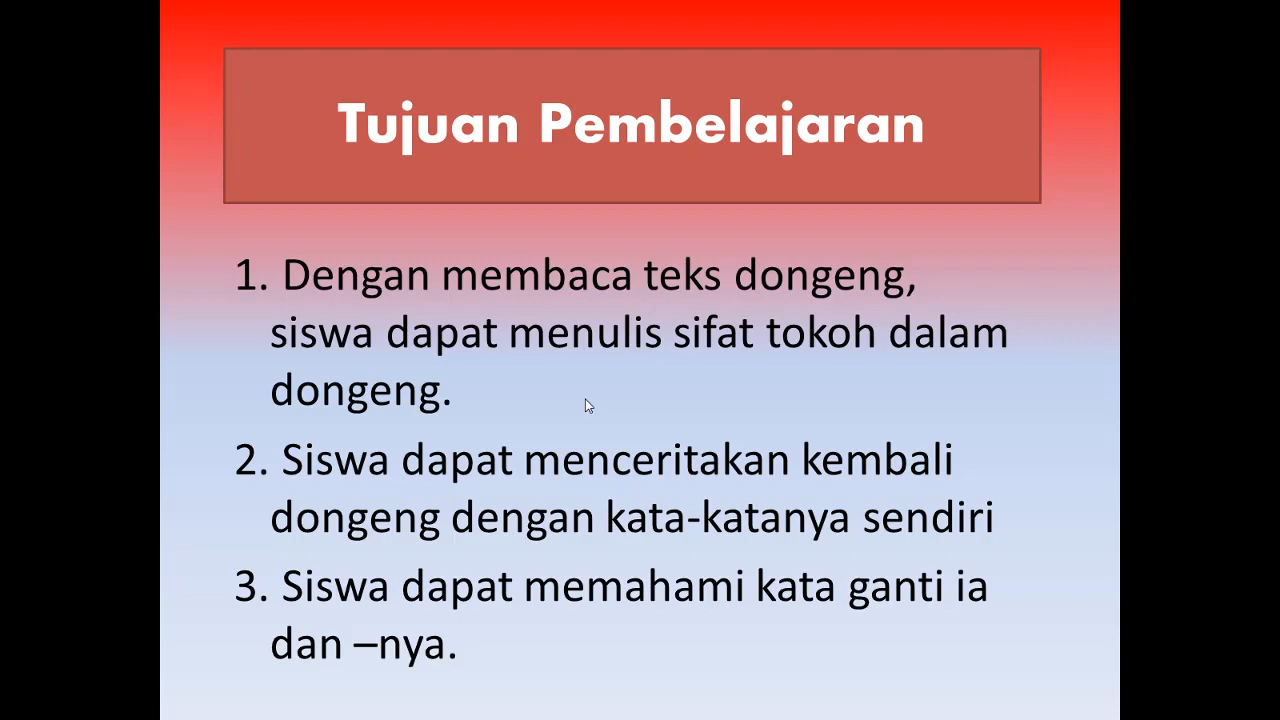 Tujuan Pembelajaran
1. Dengan membaca teks dongeng,
siswa dapat menulis sifat tokoh dalam
dongeng.
2. Siswa dapat menceritakan kembali
dongeng dengan kata-katanya sendiri
3. Siswa dapat memahami kata ganti ia
dan –nya.